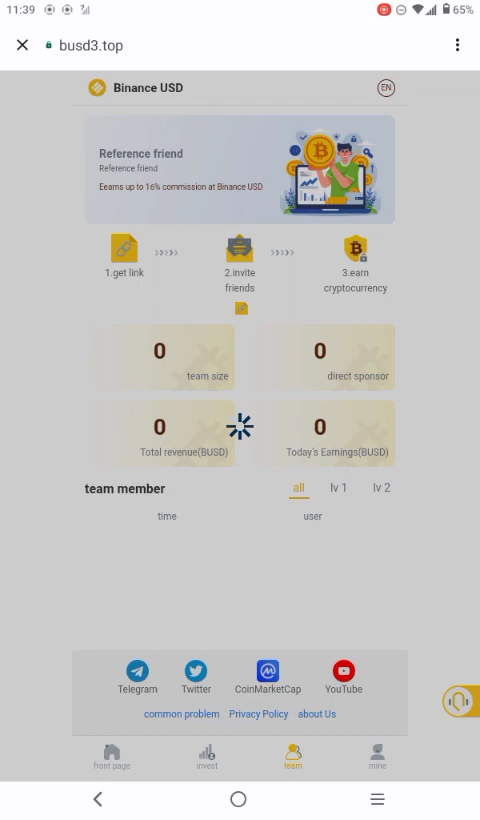 11:39
65%
busd3.top
Binance USD
EN
Reference friend
Reference friend
Eearns up to 16% commission at Binance USD
1.get link
2.invite
friends
3.earn
cryptocurrency
0
team size
0
direct sponsor
0
Total revenue(BUSD)
0
Today's Earnings(BUSD)
team member
all
lv 1
lv 2
time
user
Telegram
Twitter
CoinMarketCap
YouTube
common problem
Privacy Policy
about Us
front page
invest
team
mine